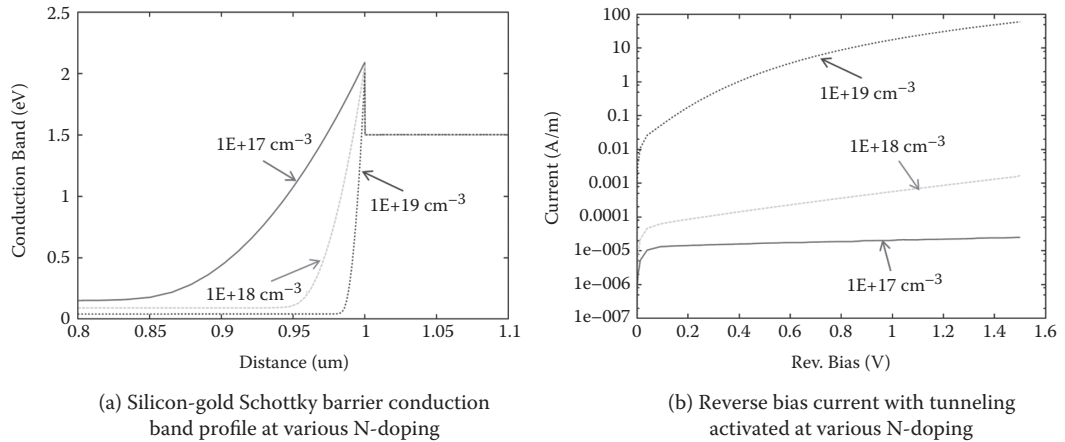 2.5
2
1.5
1
0.5
0
Conduction Band (eV)
1E+17 cm⁻³
1E+18 cm⁻³
1E+19 cm⁻³
0.8
0.85
0.9
0.95
1
1.05
1.1
Distance (um)
(a) Silicon-gold Schottky barrier conduction
band profile at various N-doping
100
10
1
0.1
0.01
0.001
0.0001
1e–005
1e–006
1e–007
Current (A/m)
1E+19 cm⁻³
1E+18 cm⁻³
1E+17 cm⁻³
0
0.2
0.4
0.6
0.8
1
1.2
1.4
1.6
Rev. Bias (V)
(b) Reverse bias current with tunneling
activated at various N-doping